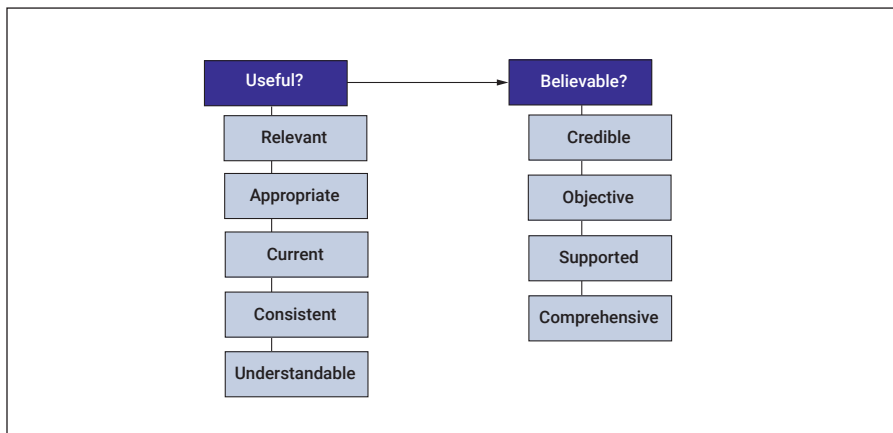 Useful?
Relevant
Appropriate
Current
Consistent
Understandable
Believable?
Credible
Objective
Supported
Comprehensive